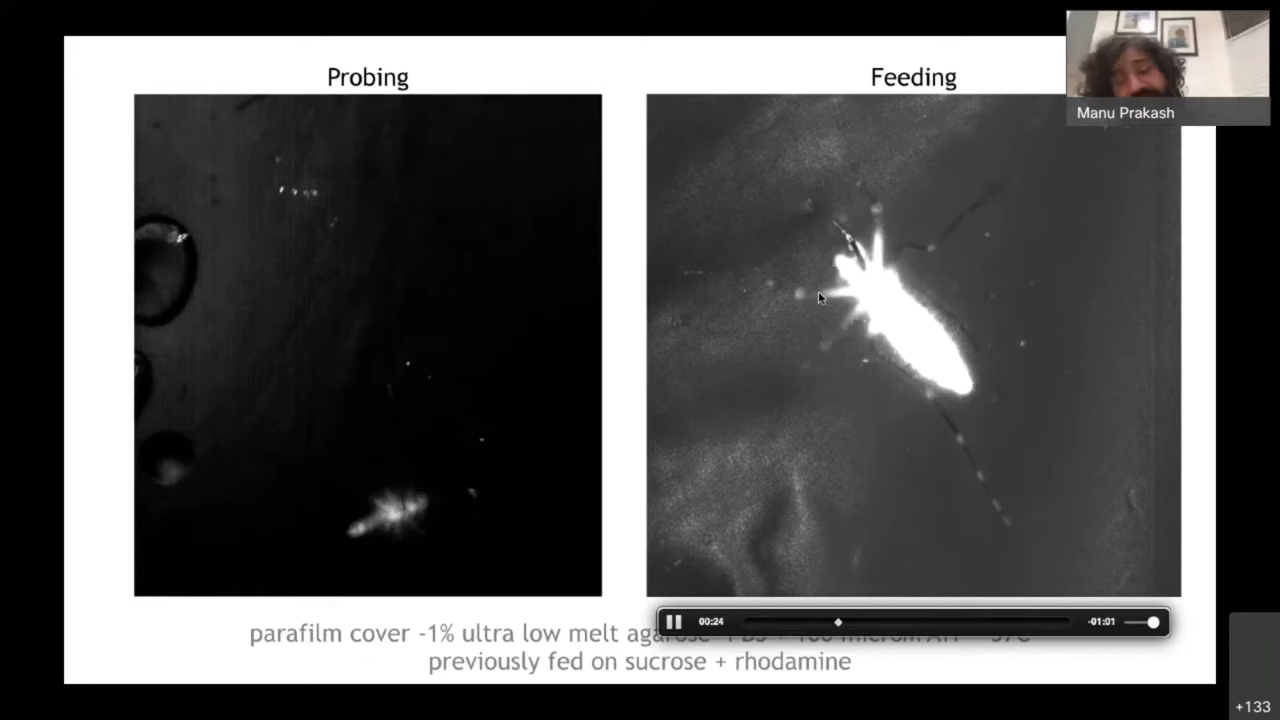 Probing
Feeding
Manu Prakash
00:24
-01:01
parafilm cover -1% ultra low melt agarose
previously fed on sucrose + rhodamine
+133